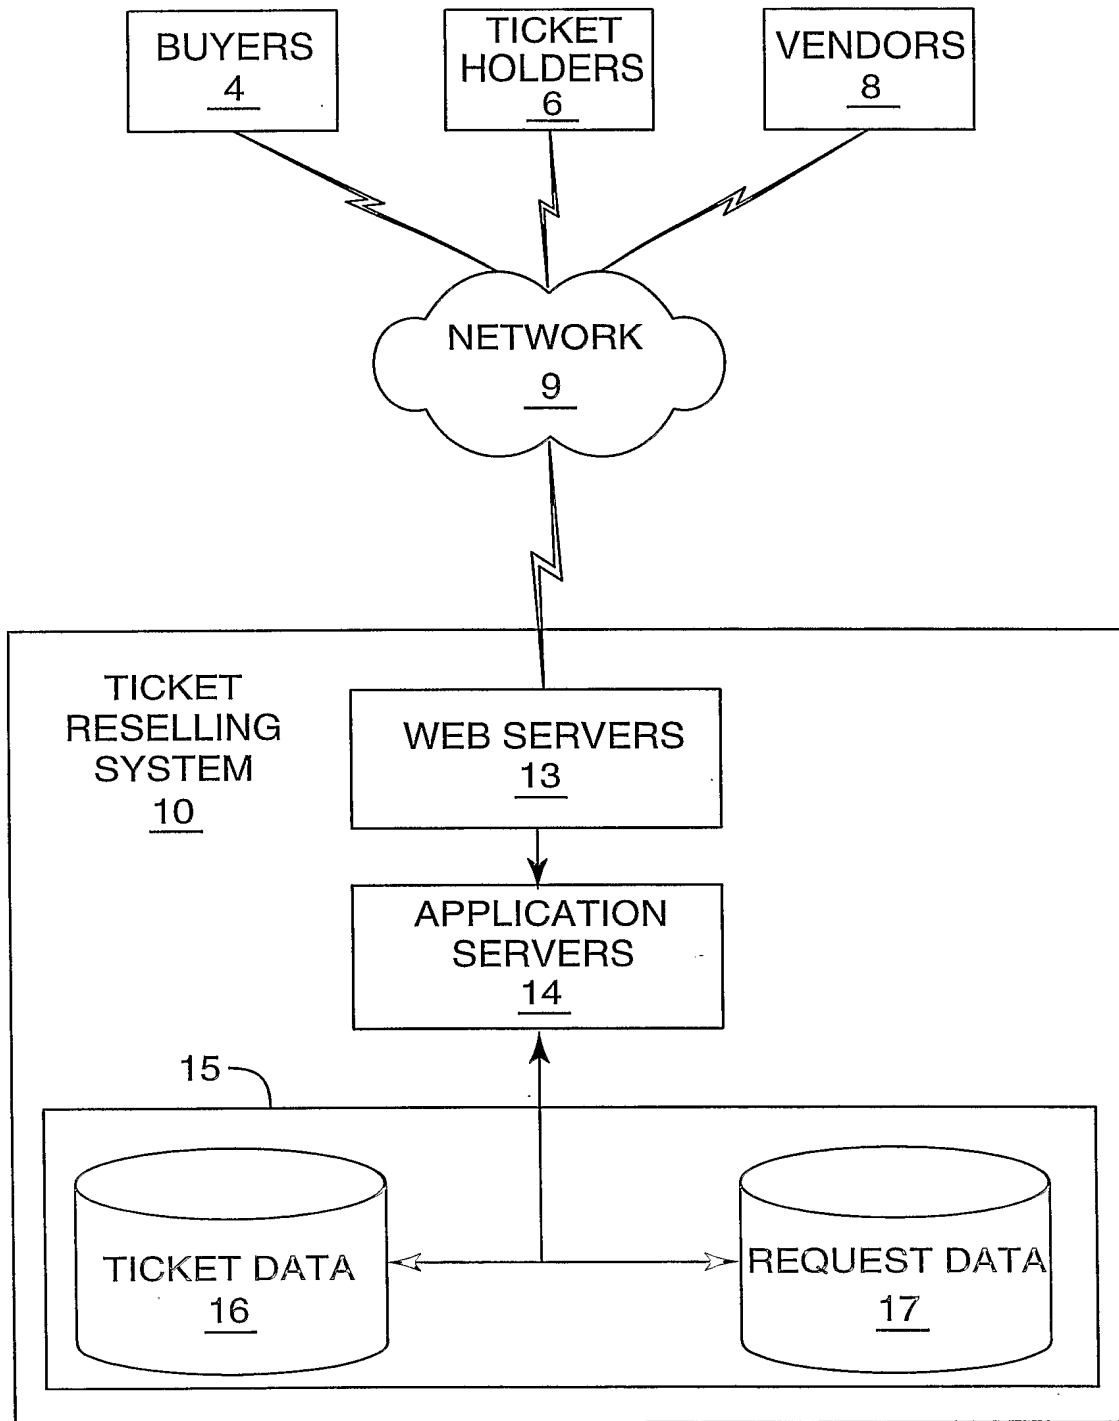 BUYERS
4
TICKET
HOLDERS
6
VENDORS
8
NETWORK
9
TICKET
RESELLING
SYSTEM
10
WEB SERVERS
13
APPLICATION
SERVERS
14
15
TICKET DATA
16
REQUEST DATA
17